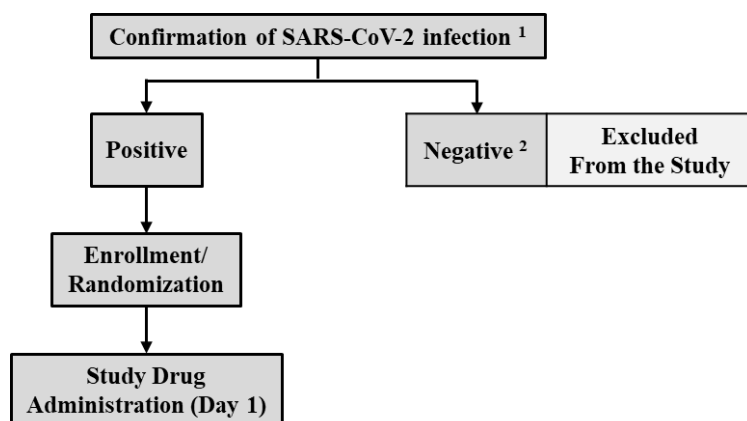 Confirmation of SARS-CoV-2 infection ¹
Positive
Negative ²
Excluded
From the Study
Enrollment/
Randomization
Study Drug
Administration (Day 1)